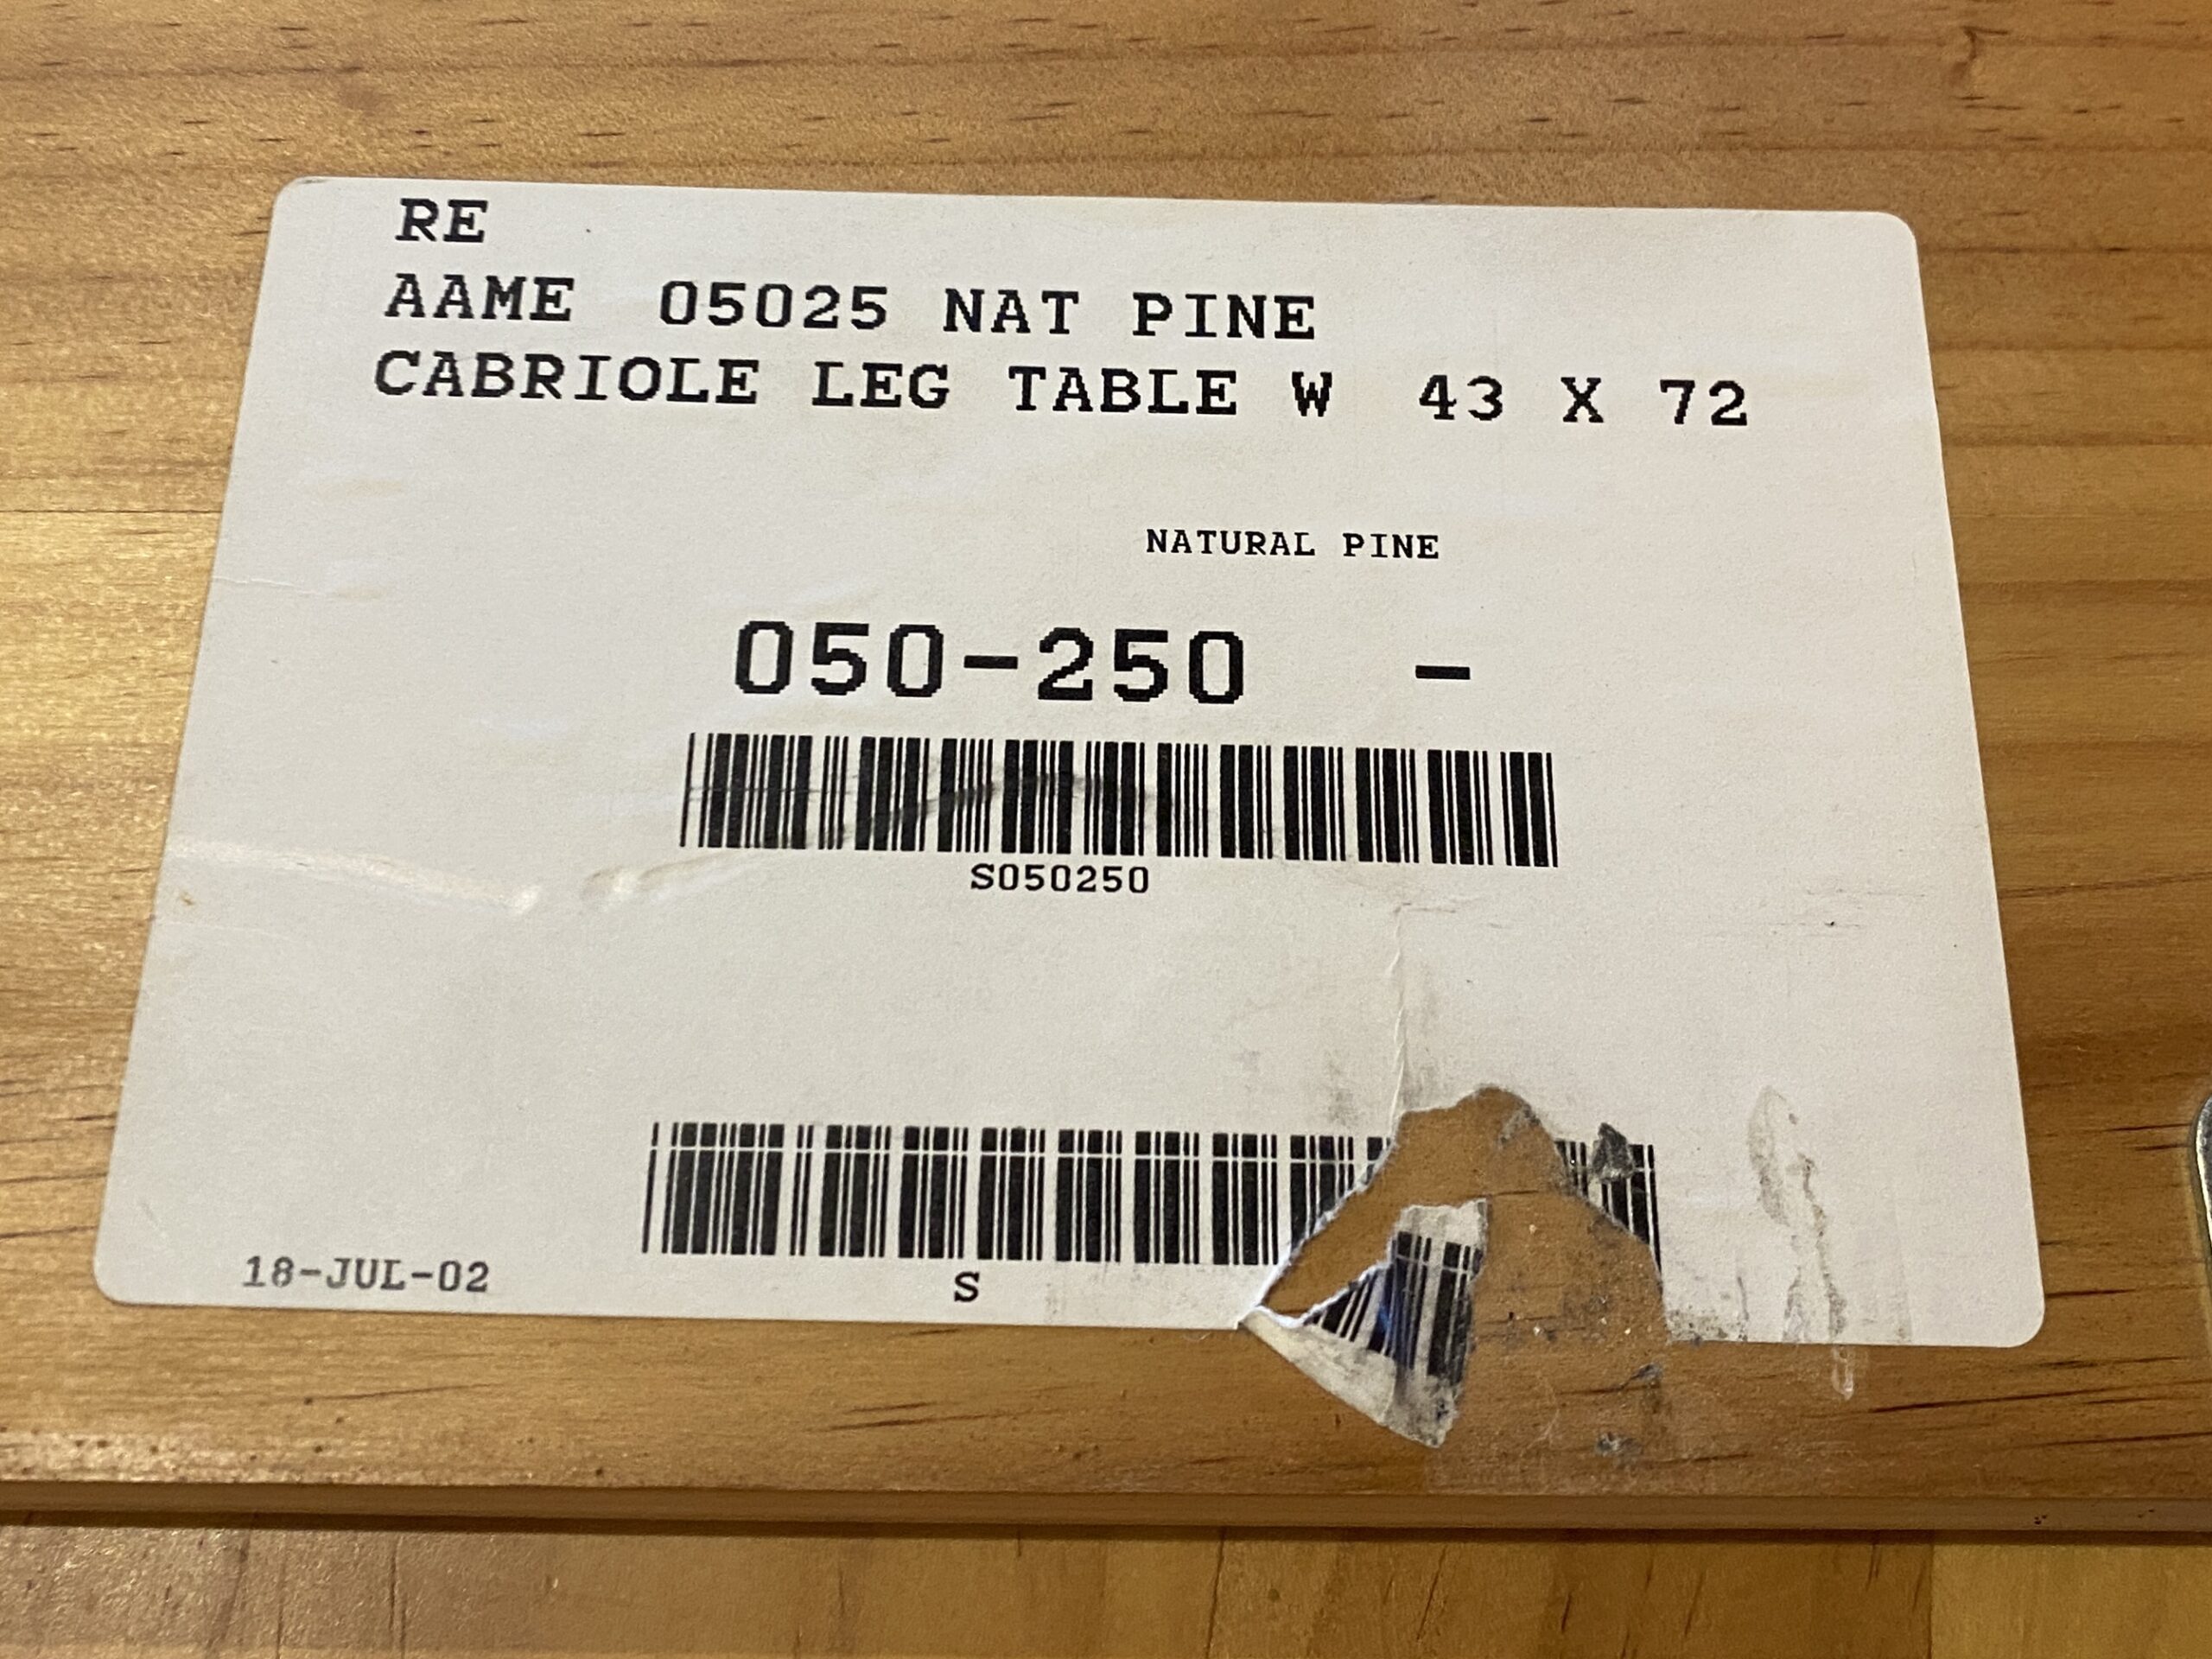 RE
AAME 05025 NAT PINE
CABRIOLE LEG TABLE W 43 X 72
NATURAL PINE
050-250 -
S050250
S
18-JUL-02